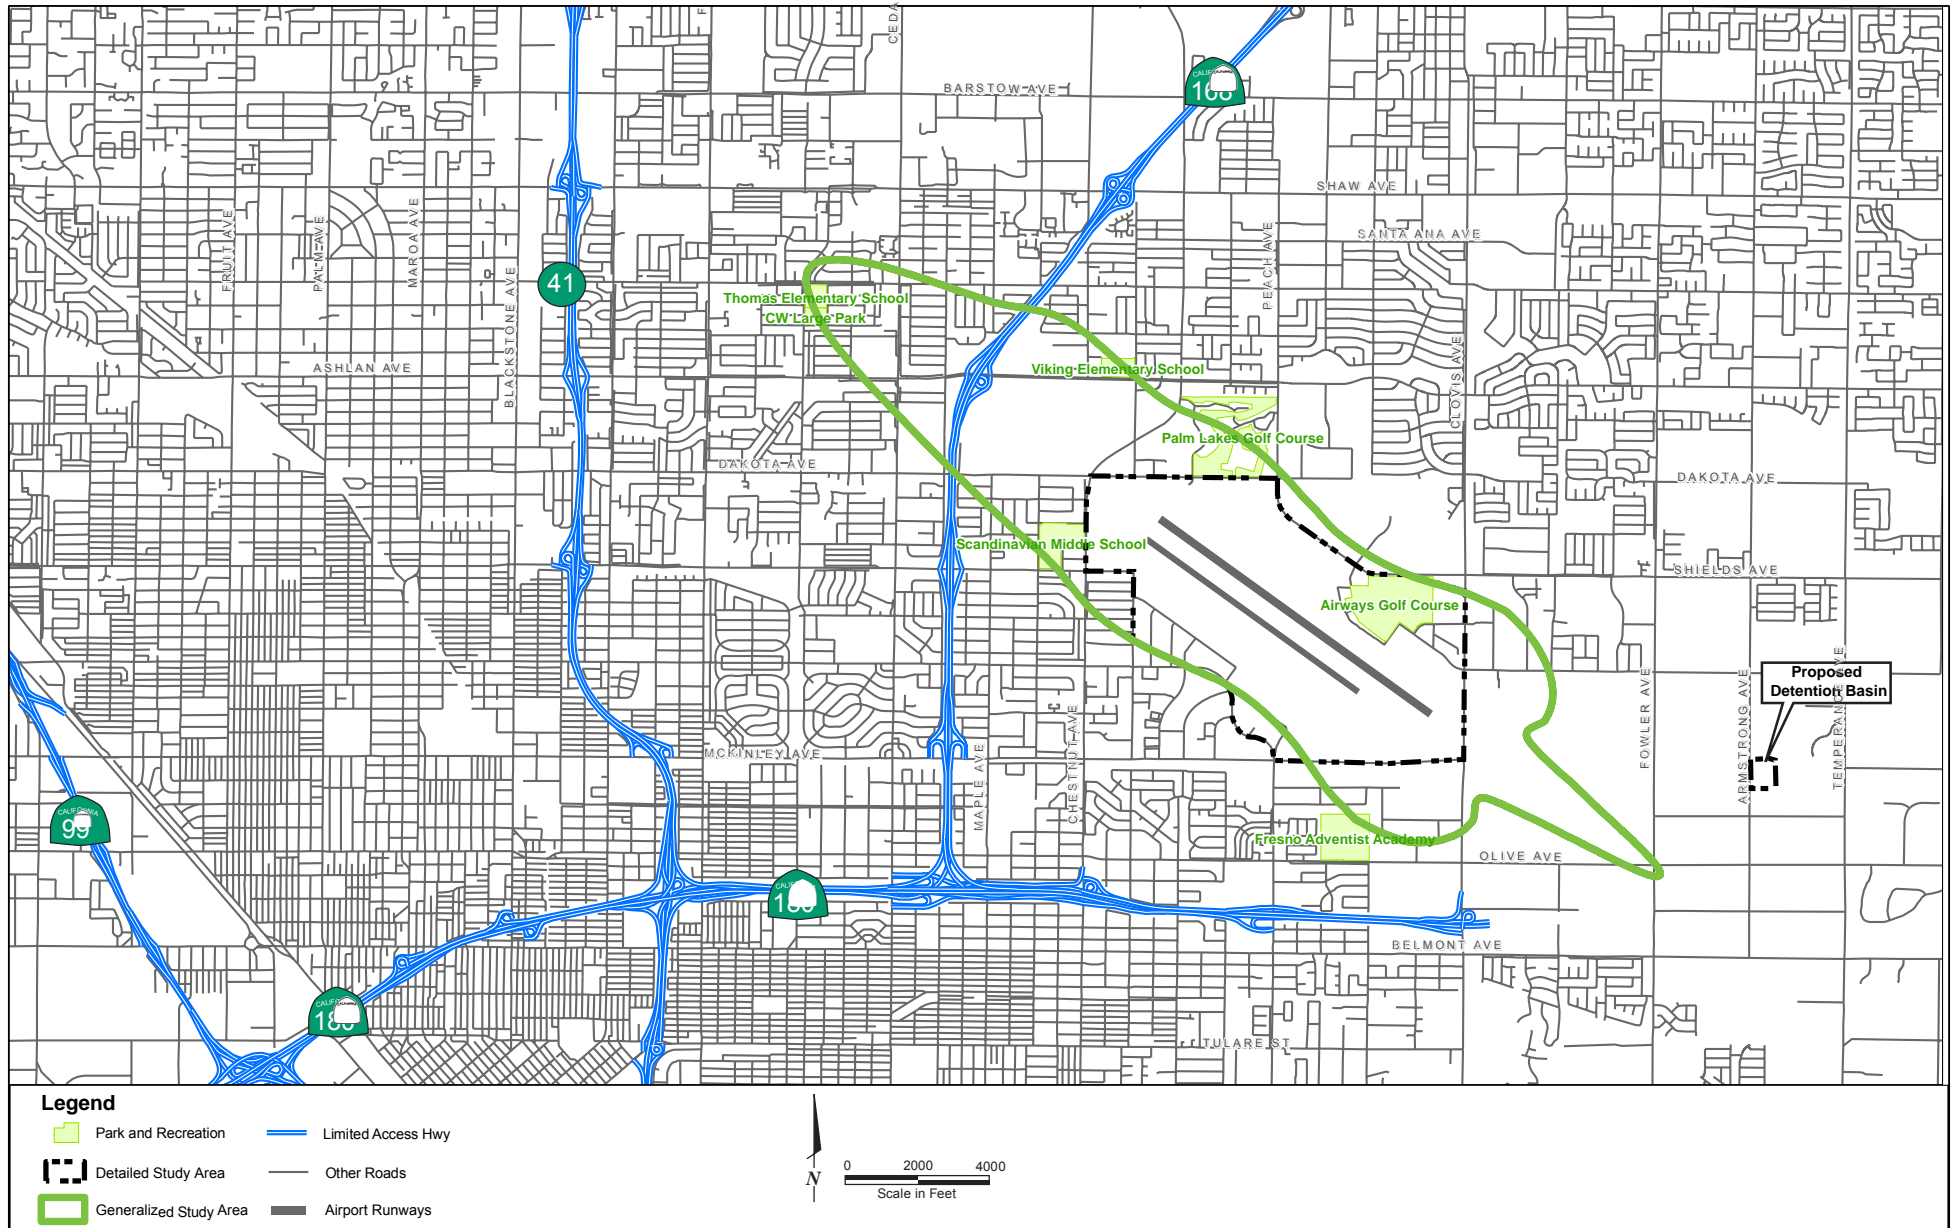 BARSTOW AVE
CALIFORNIA
168
SHAW AVE
SANTA ANA AVE
FRUIT AVE
PALM AVE
MAROA AVE
BLACKSTONE AVE
PEACH AVE
41
Thomas Elementary School
CW Large Park
ASHLAN AVE
Viking Elementary School
CLOVIS AVE
Palm Lakes Golf Course
DAKOTA AVE
DAKOTA AVE
Scandinavian Middle School
SHIELDS AVE
Airways Golf Course
Proposed
Detention Basin
FOWLER AVE
ARMSTRONG AVE
TEMPERANCE AVE
MCKINLEY AVE
MAPLE AVE
CHESTNUT AVE
CALIFORNIA
99
Fresno Adventist Academy
OLIVE AVE
180
BELMONT AVE
180
TULARE ST
Legend
Park and Recreation
Limited Access Hwy
Detailed Study Area
Other Roads
Generalized Study Area
Airport Runways
N
0 2000 4000
Scale in Feet